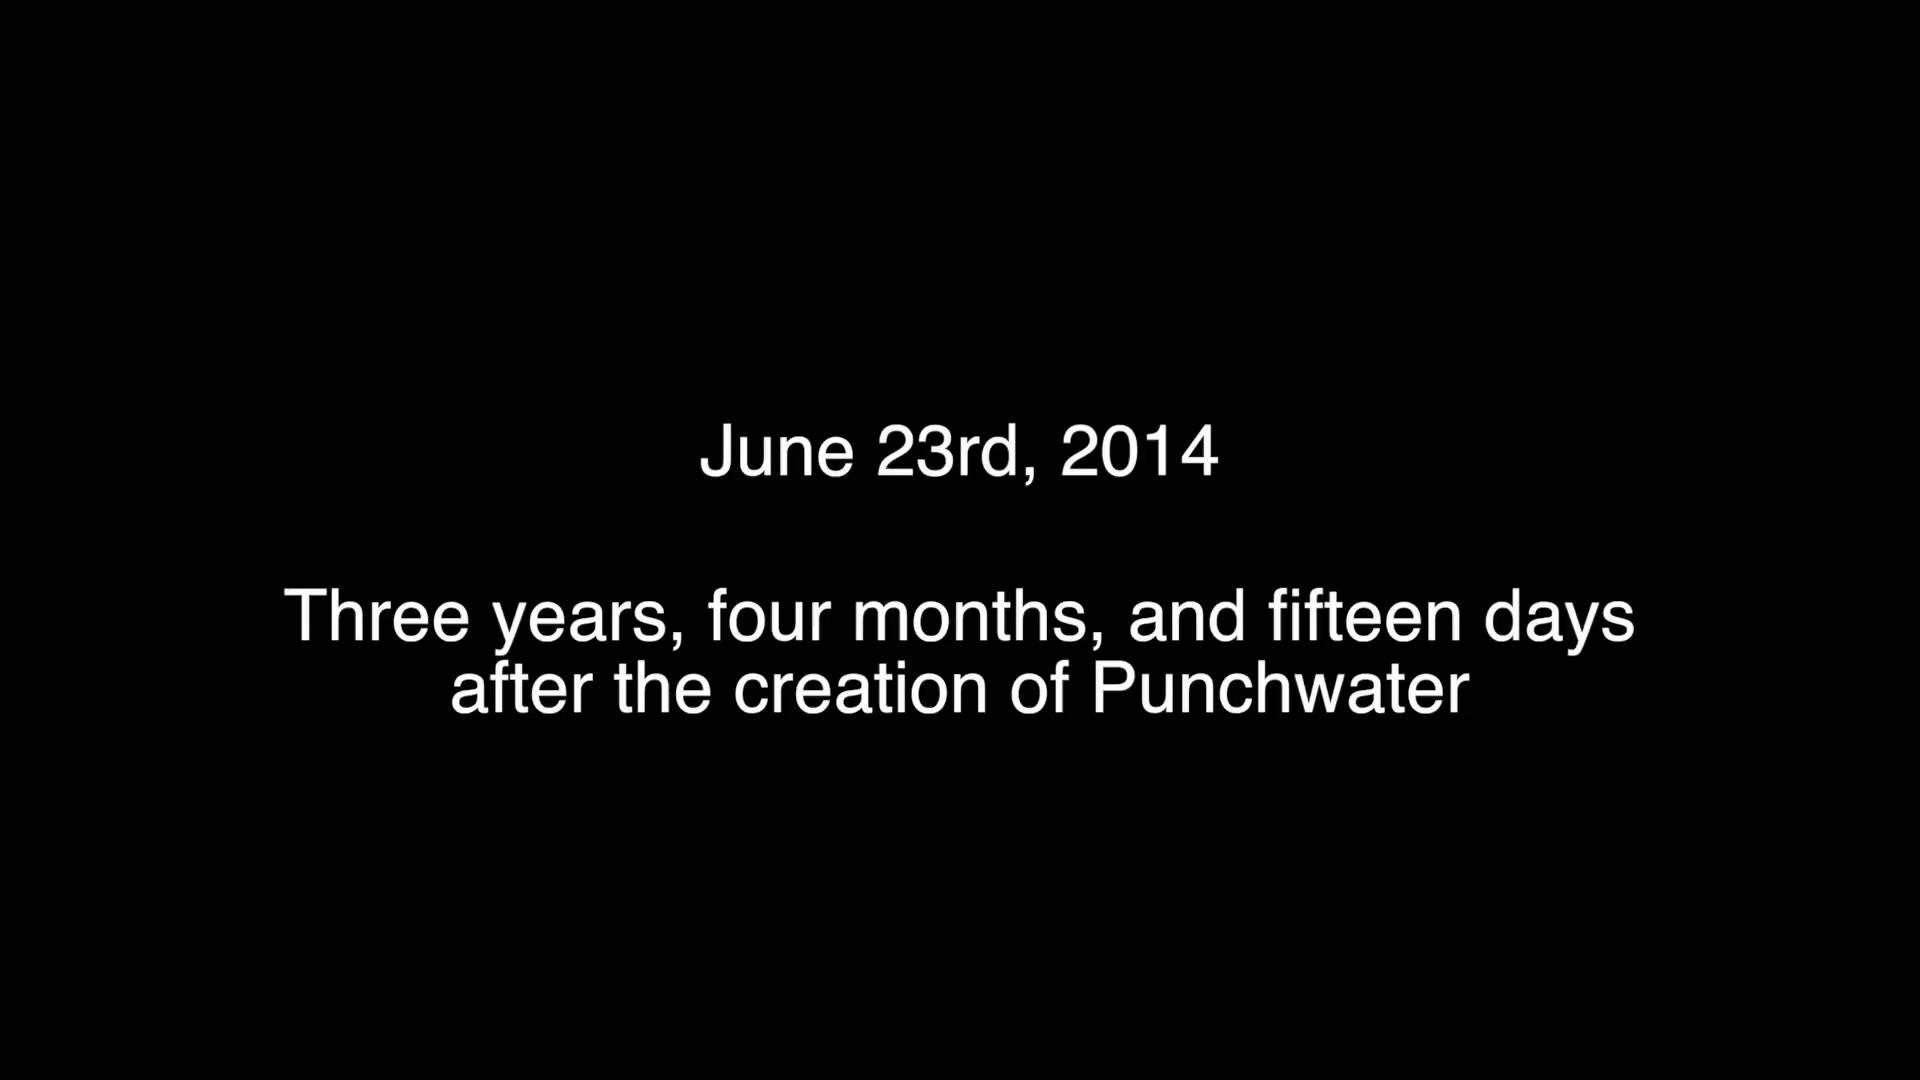 June 23rd, 2014
Three years, four months, and fifteen days
after the creation of Punchwater